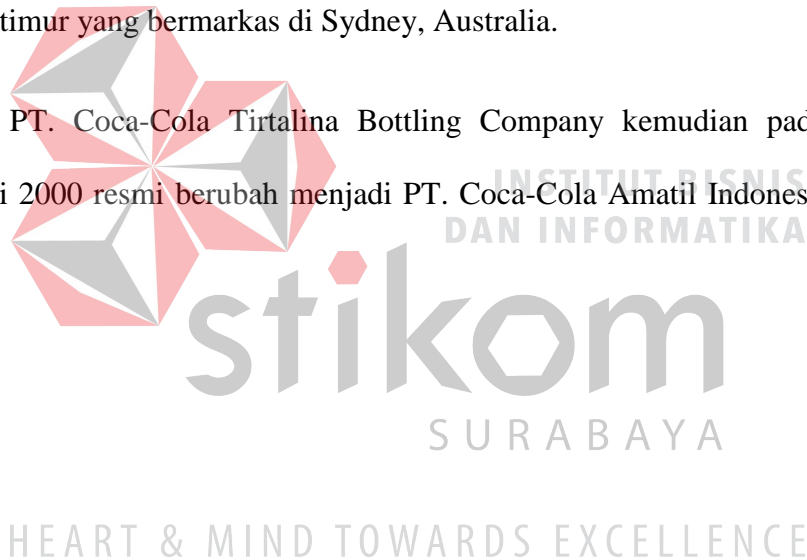 timur yang bermarkas di Sydney, Australia.
PT. Coca-Cola Tirtalina Bottling Company kemudian pad
i 2000 resmi berubah menjadi PT. Coca-Cola Amatil Indones
INSTITUT BISNIS
DAN INFORMATIKA
stikom
SURABAYA
HEART & MIND TOWARDS EXCELLENCE